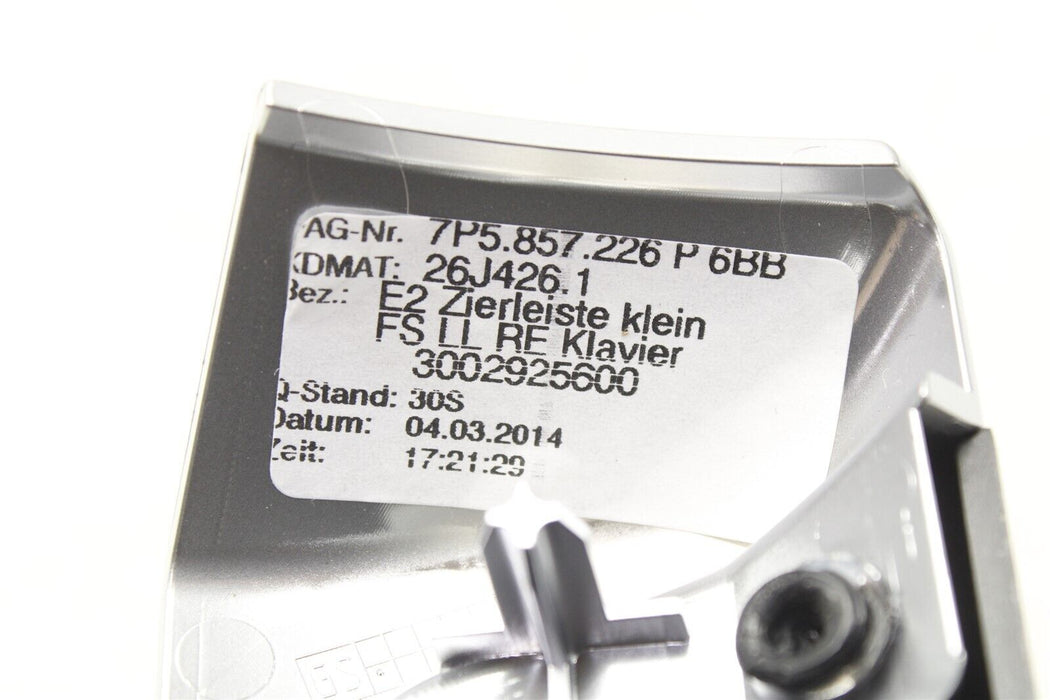 AG-Nr. 7P5.857.226 P 6BB
KDMAT: 26J426.1
Bez.: E2 Zierleiste klein
FS LL RE Klavier
3002925600
Q-Stand: 30S
Datum: 04.03.2014
Zeit: 17:21:29